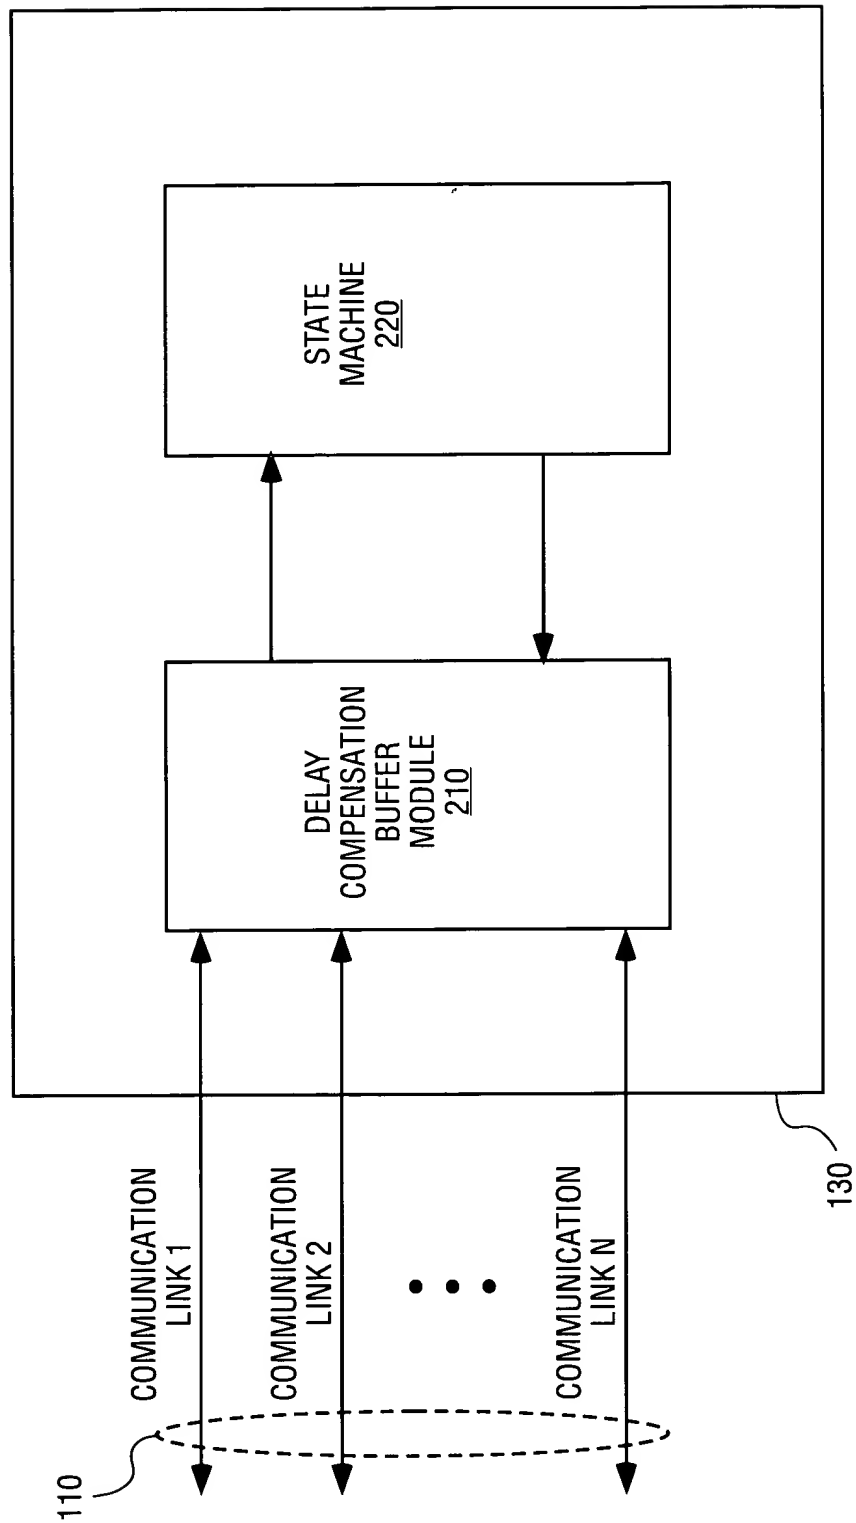 110
COMMUNICATION
LINK 1
COMMUNICATION
LINK 2
COMMUNICATION
LINK N
130
DELAY
COMPENSATION
BUFFER
MODULE
210
STATE
MACHINE
220